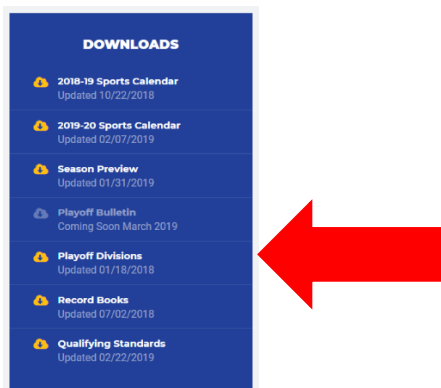 DOWNLOADS
2018-19 Sports Calendar
Updated 10/22/2018
2019-20 Sports Calendar
Updated 02/07/2019
Season Preview
Updated 01/31/2019
Playoff Bulletin
Coming Soon March 2019
Playoff Divisions
Updated 01/18/2018
Record Books
Updated 07/02/2018
Qualifying Standards
Updated 02/22/2019